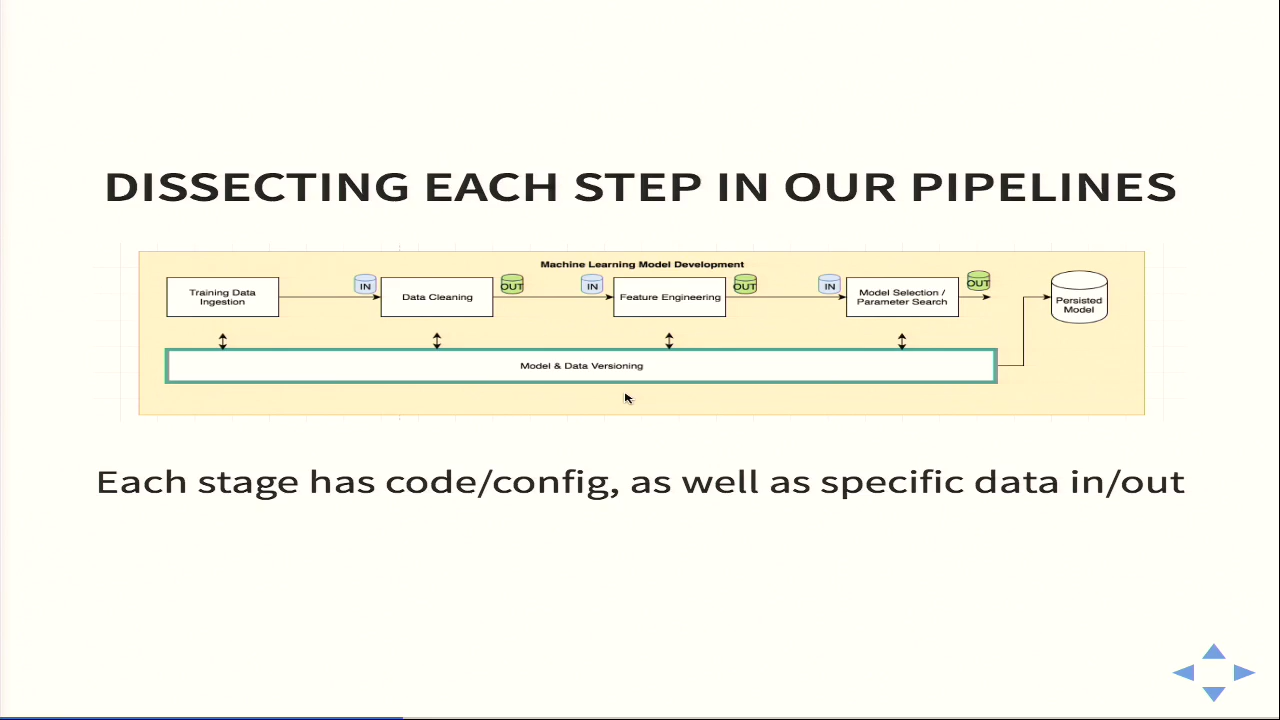 DISSECTING EACH STEP IN OUR PIPELINES
Machine Learning Model Development
Training Data
Ingestion
IN
Data Cleaning
OUT
IN
Feature Engineering
OUT
IN
Model Selection /
Parameter Search
OUT
Persisted
Model
Model & Data Versioning
Each stage has code/config, as well as specific data in/out